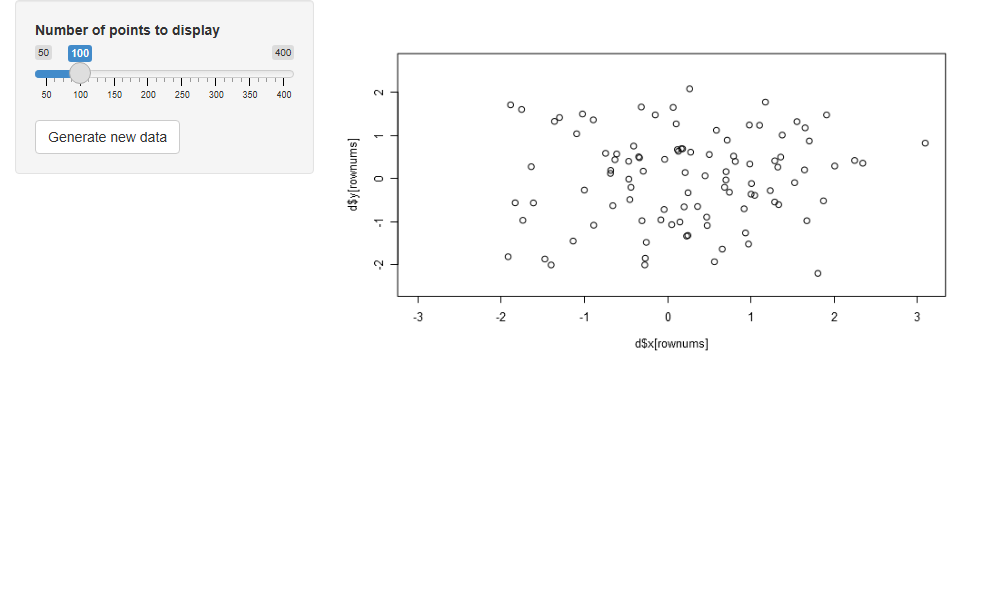 Number of points to display
50 100 400
50 100 150 200 250 300 350 400
Generate new data
d$y[rownums]
2
1
0
-1
-2
-3 -2 -1 0 1 2 3
d$x[rownums]